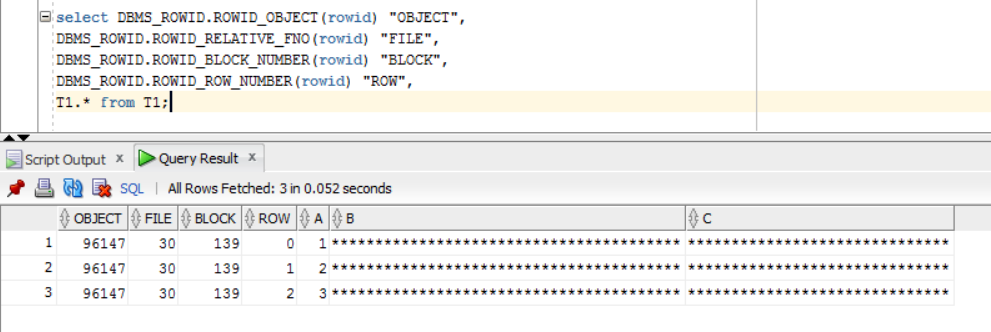 select DBMS_ROWID.ROWID_OBJECT(rowid) "OBJECT",
DBMS_ROWID.ROWID_RELATIVE_FNO(rowid) "FILE",
DBMS_ROWID.ROWID_BLOCK_NUMBER(rowid) "BLOCK",
DBMS_ROWID.ROWID_ROW_NUMBER(rowid) "ROW",
T1.* from T1;
Script Output x Query Result x
SQL | All Rows Fetched: 3 in 0.052 seconds
OBJECT FILE BLOCK ROW A B C
1 96147 30 139 0 1 **************************************** ******************************
2 96147 30 139 1 2 **************************************** ******************************
3 96147 30 139 2 3 **************************************** ******************************